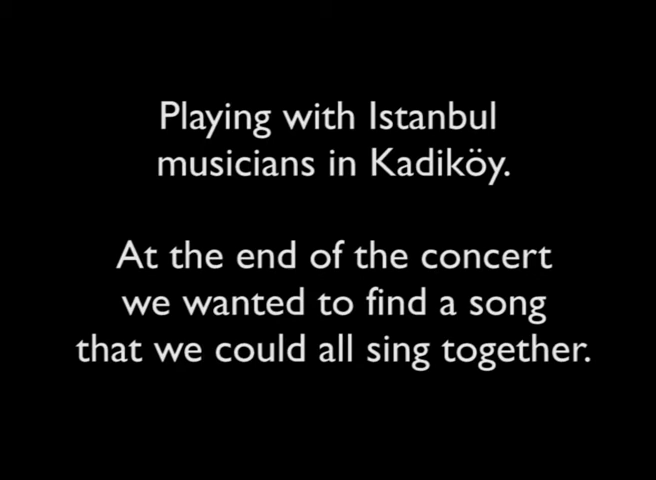 Playing with Istanbul
musicians in Kadiköy.
At the end of the concert
we wanted to find a song
that we could all sing together.